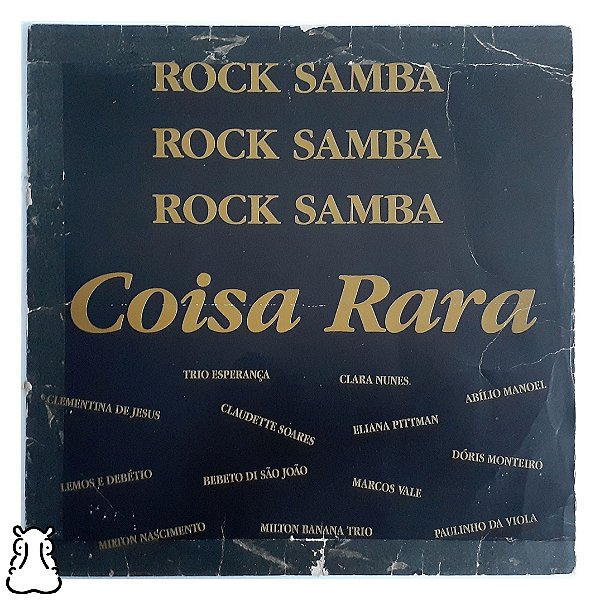 ROCK SAMBA
ROCK SAMBA
ROCK SAMBA
Coisa Rara
TRIO ESPERANÇA
CLARA NUNES
ABÍLIO MANOEL
CLEMENTINA DE JESUS
CLAUDETTE SOARES
ELIANA PITTMAN
DÓRIS MONTEIRO
LEMOS E DEBÉTIO
BEBETO DI SÃO JOÃO
MARCOS VALE
MILTON NASCIMENTO
MILTON BANANA TRIO
PAULINHO DA VIOLA